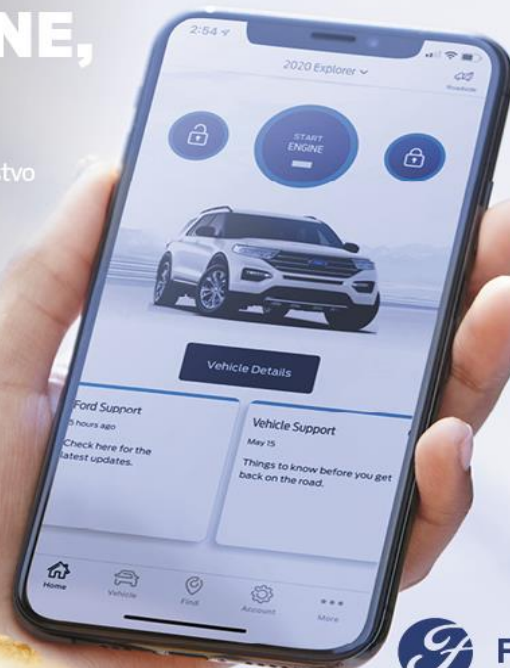 NE,
tvo
2:54
2020 Explorer
Roadside
START
ENGINE
Vehicle Details
Ford Support
5 hours ago
Check here for the
latest updates.
Vehicle Support
May 15
Things to know before you get
back on the road.
Home
Vehicle
Find
Account
More
F